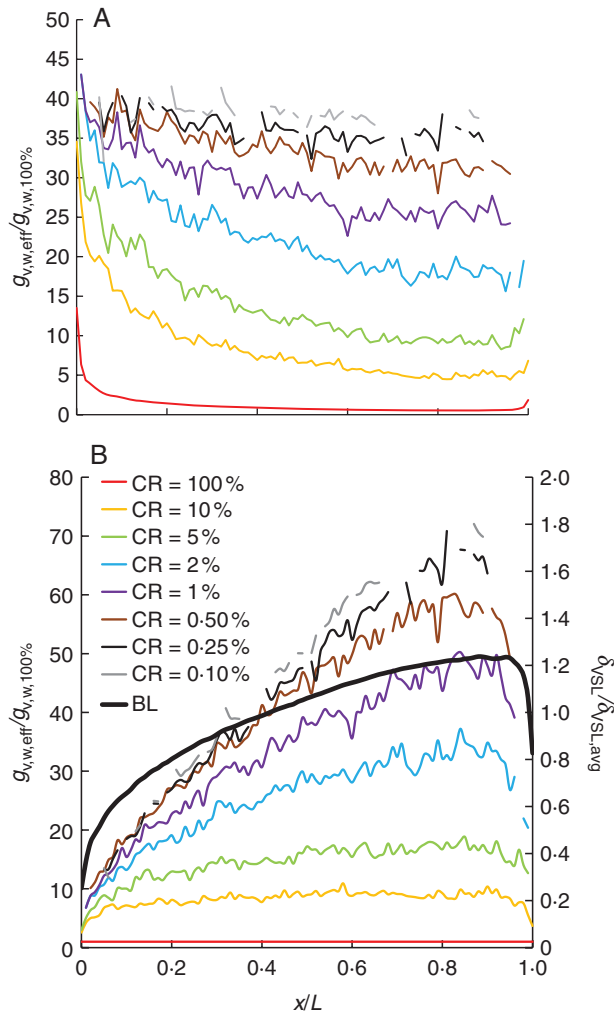 A
50
45
40
35
30
25
20
15
10
5
0
g_v,w,eff/g_v,w,100%
B
80
70
60
50
40
30
20
10
0
g_v,w,eff/g_v,w,100%
CR = 100 %
CR = 10 %
CR = 5 %
CR = 2 %
CR = 1 %
CR = 0·50 %
CR = 0·25 %
CR = 0·10 %
BL
2·0
1·8
1·6
1·4
1·2
1·0
0·8
0·6
0·4
0·2
0
δ_VSL/δ_VSL,avg
0 0·2 0·4 0·6 0·8 1·0
x/L